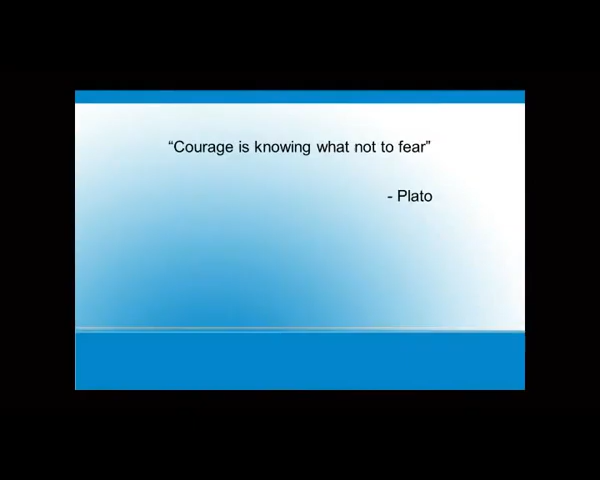 “Courage is knowing what not to fear”
- Plato